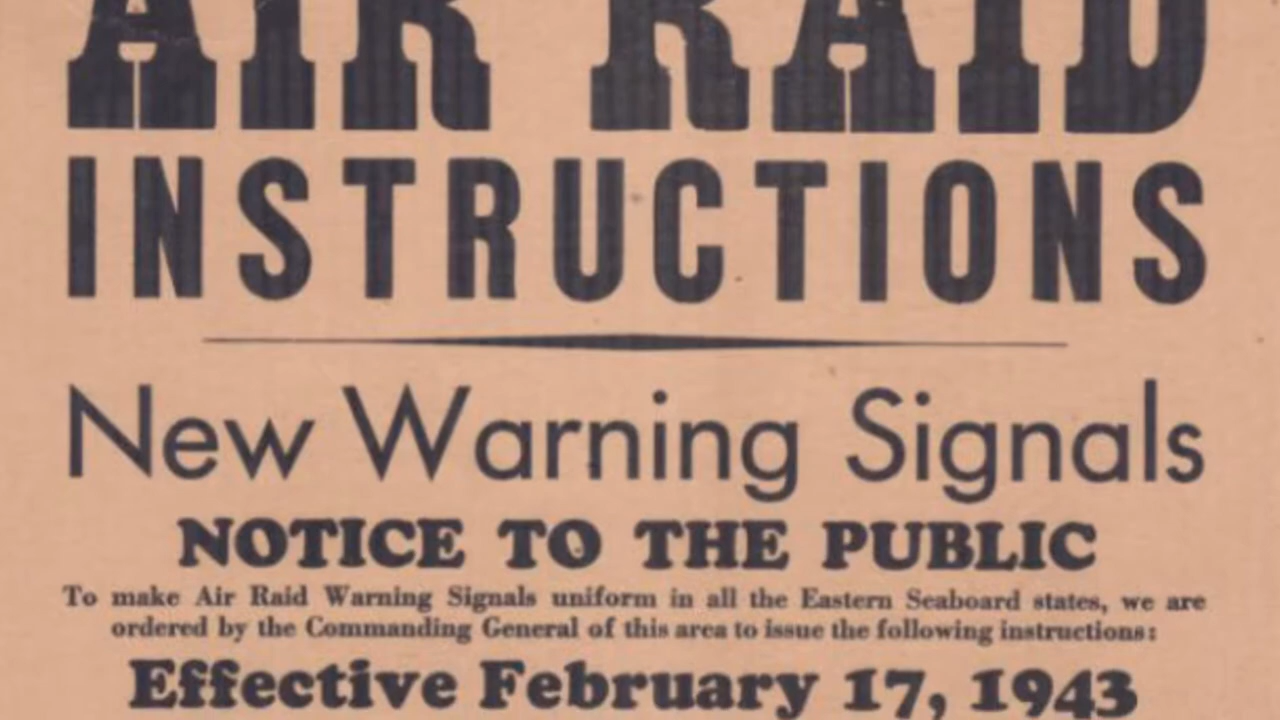 AIR RAID
INSTRUCTIONS
New Warning Signals
NOTICE TO THE PUBLIC
To make Air Raid Warning Signals uniform in all the Eastern Seaboard states, we are
ordered by the Commanding General of this area to issue the following instructions:
Effective February 17, 1943